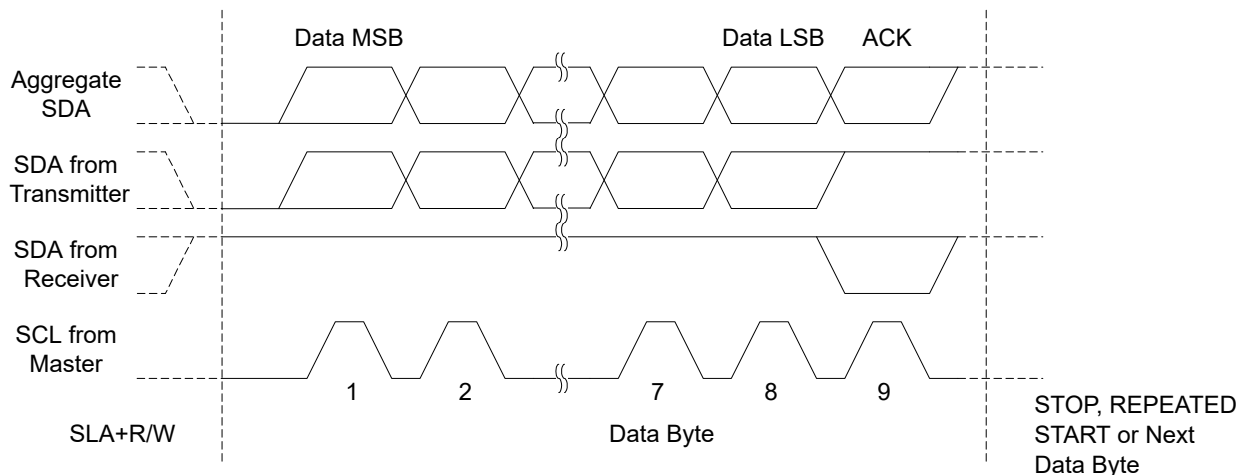 Data MSB
Data LSB
ACK
Aggregate
SDA
SDA from
Transmitter
SDA from
Receiver
SCL from
Master
1
2
7
8
9
SLA+R/W
Data Byte
STOP, REPEATED
START or Next
Data Byte